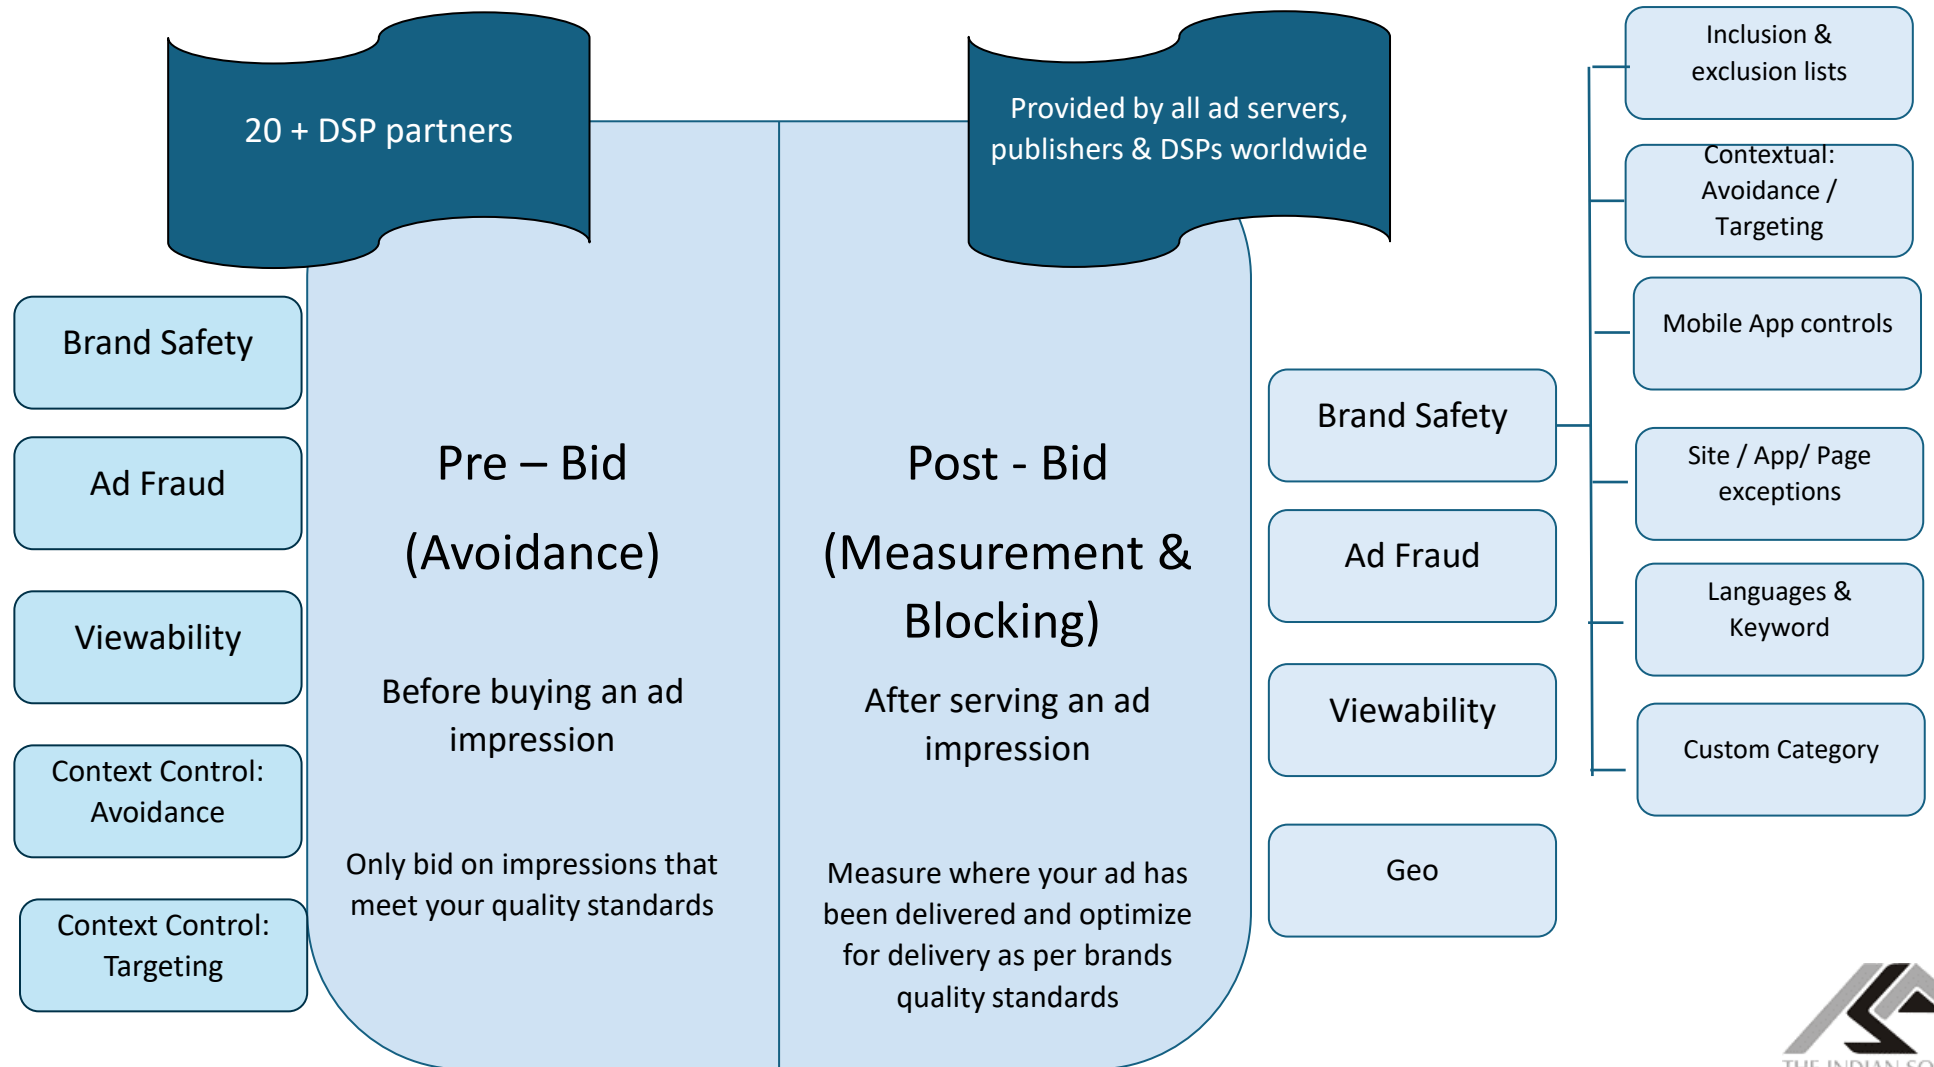 20 + DSP partners
Provided by all ad servers,
publishers & DSPs worldwide
Brand Safety
Ad Fraud
Viewability
Context Control:
Avoidance
Context Control:
Targeting
Pre – Bid
(Avoidance)
Before buying an ad
impression
Only bid on impressions that
meet your quality standards
Post - Bid
(Measurement &
Blocking)
After serving an ad
impression
Measure where your ad has
been delivered and optimize
for delivery as per brands
quality standards
Brand Safety
Ad Fraud
Viewability
Geo
Inclusion &
exclusion lists
Contextual:
Avoidance /
Targeting
Mobile App controls
Site / App/ Page
exceptions
Languages &
Keyword
Custom Category
THE INDIAN